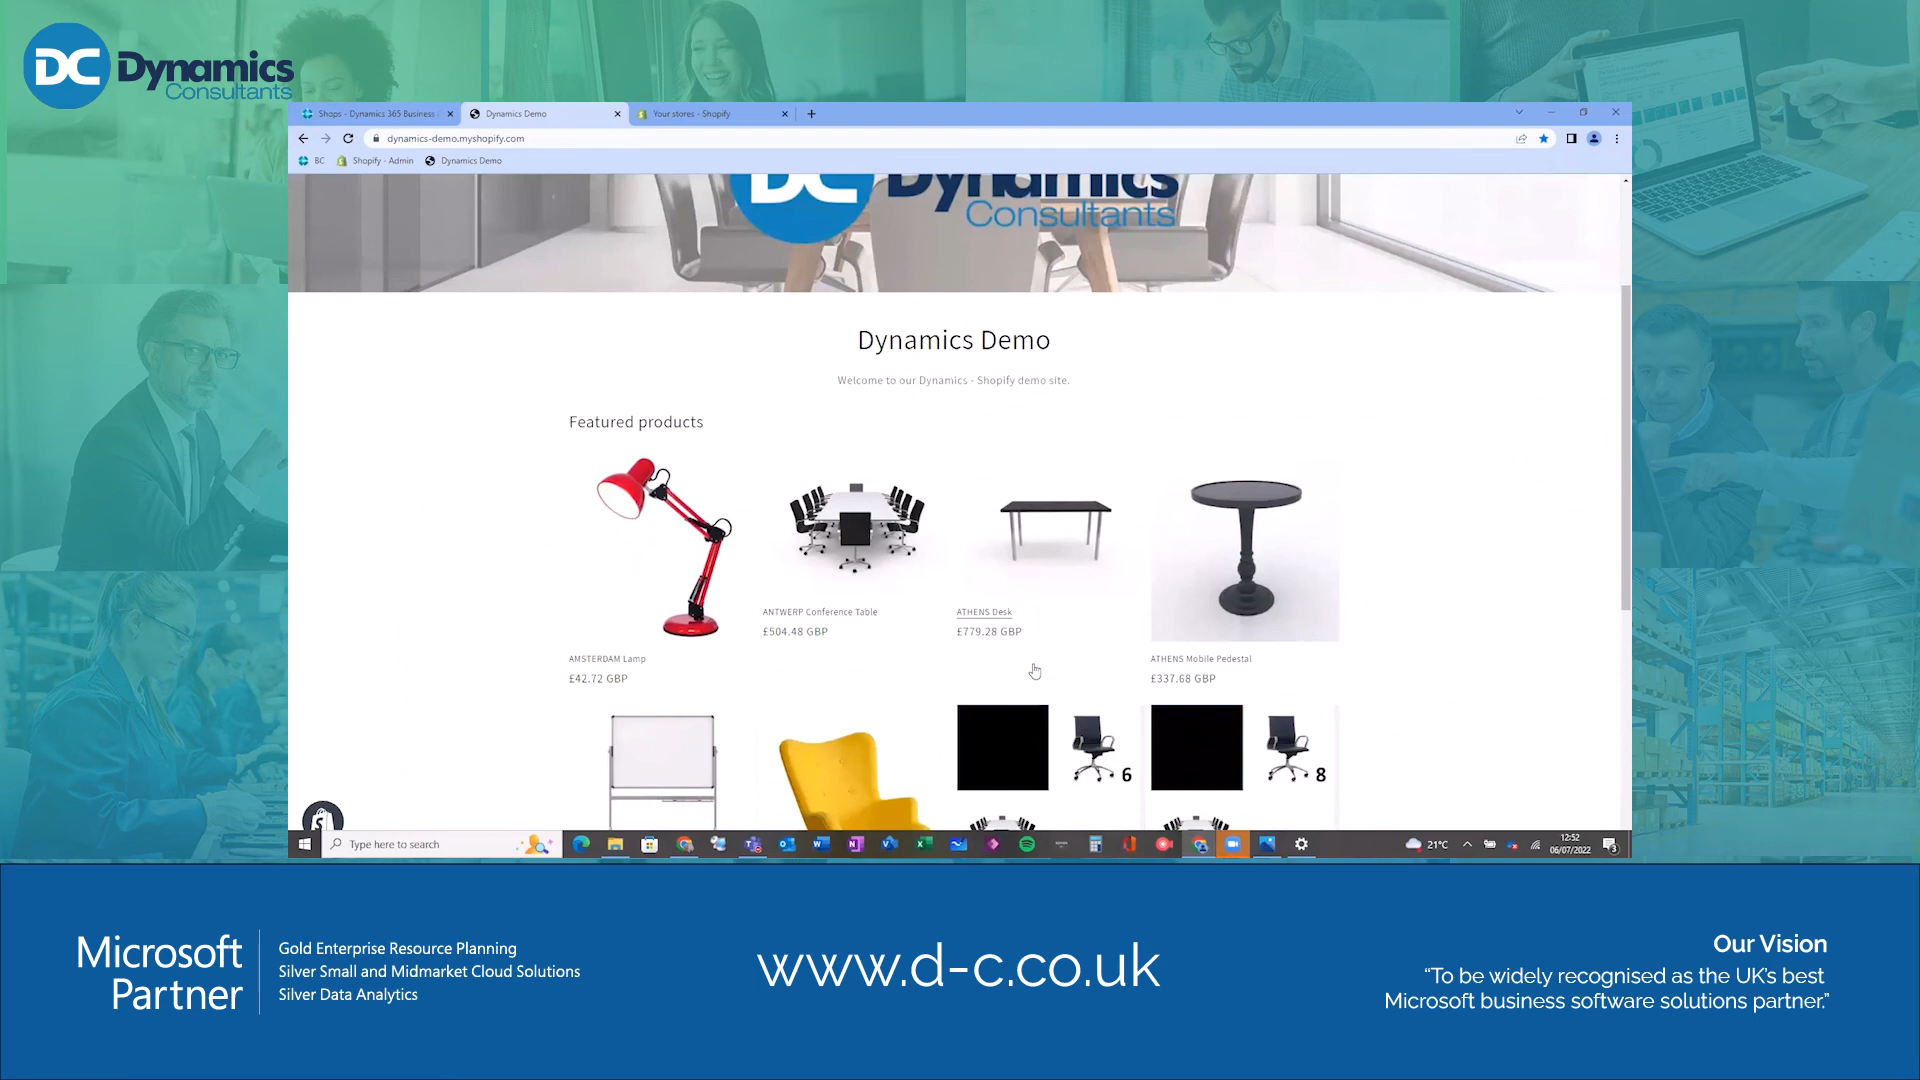 DC Dynamics
Consultants
Shops - Dynamics 365 Business
Dynamics Demo
Your stores - Shopify
dynamics-demo.myshopify.com
BC
Shopify - Admin
Dynamics Demo
DC Dynamics
Consultants
Dynamics Demo
Welcome to our Dynamics - Shopify demo site.
Featured products
ANTWERP Conference Table
£504.48 GBP
ATHENS Desk
£779.28 GBP
AMSTERDAM Lamp
£42.72 GBP
ATHENS Mobile Pedestal
£337.68 GBP
6
8
Type here to search
21°C
12:52
06/07/2022
3
Microsoft
Partner
Gold Enterprise Resource Planning
Silver Small and Midmarket Cloud Solutions
Silver Data Analytics
www.d-c.co.uk
Our Vision
“To be widely recognised as the UK's best
Microsoft business software solutions partner.”